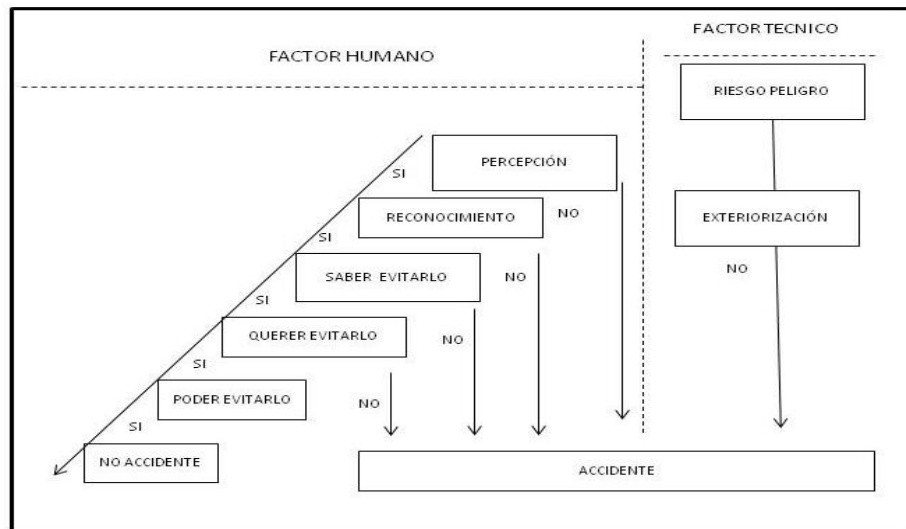 FACTOR HUMANO
FACTOR TECNICO
RIESGO PELIGRO
PERCEPCIÓN
SI
RECONOCIMIENTO
NO
EXTERIORIZACIÓN
SI
SABER EVITARLO
NO
NO
SI
QUERER EVITARLO
NO
SI
PODER EVITARLO
NO
SI
NO ACCIDENTE
ACCIDENTE